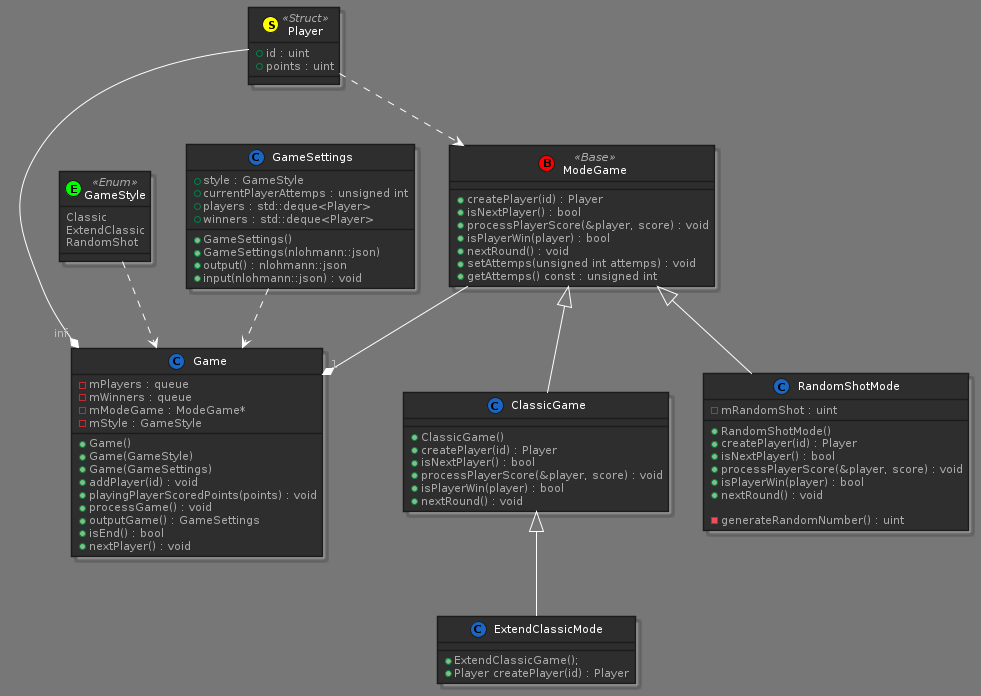 S «Struct»
Player
id : uint
points : uint
E «Enum»
GameStyle
Classic
ExtendClassic
RandomShot
C GameSettings
style : GameStyle
currentPlayerAttemps : unsigned int
players : std::deque<Player>
winners : std::deque<Player>
GameSettings()
GameSettings(nlohmann::json)
output() : nlohmann::json
input(nlohmann::json) : void
B «Base»
ModeGame
createPlayer(id) : Player
isNextPlayer() : bool
processPlayerScore(&player, score) : void
isPlayerWin(player) : bool
nextRound() : void
setAttemps(unsigned int attemps) : void
getAttemps() const : unsigned int
inf
1
C Game
mPlayers : queue
mWinners : queue
mModeGame : ModeGame*
mStyle : GameStyle
Game()
Game(GameStyle)
Game(GameSettings)
addPlayer(id) : void
playingPlayerScoredPoints(points) : void
processGame() : void
outputGame() : GameSettings
isEnd() : bool
nextPlayer() : void
C ClassicGame
ClassicGame()
createPlayer(id) : Player
isNextPlayer() : bool
processPlayerScore(&player, score) : void
isPlayerWin(player) : bool
nextRound() : void
C RandomShotMode
mRandomShot : uint
RandomShotMode()
createPlayer(id) : Player
isNextPlayer() : bool
processPlayerScore(&player, score) : void
isPlayerWin(player) : bool
nextRound() : void
generateRandomNumber() : uint
C ExtendClassicMode
ExtendClassicGame();
Player createPlayer(id) : Player